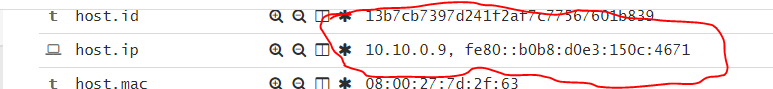 t host.id 13b7cb7397d241f2af7c77567601b839
host.ip 10.10.0.9, fe80::b0b8:d0e3:150c:4671
t host.mac 08:00:27:7d:2f:63